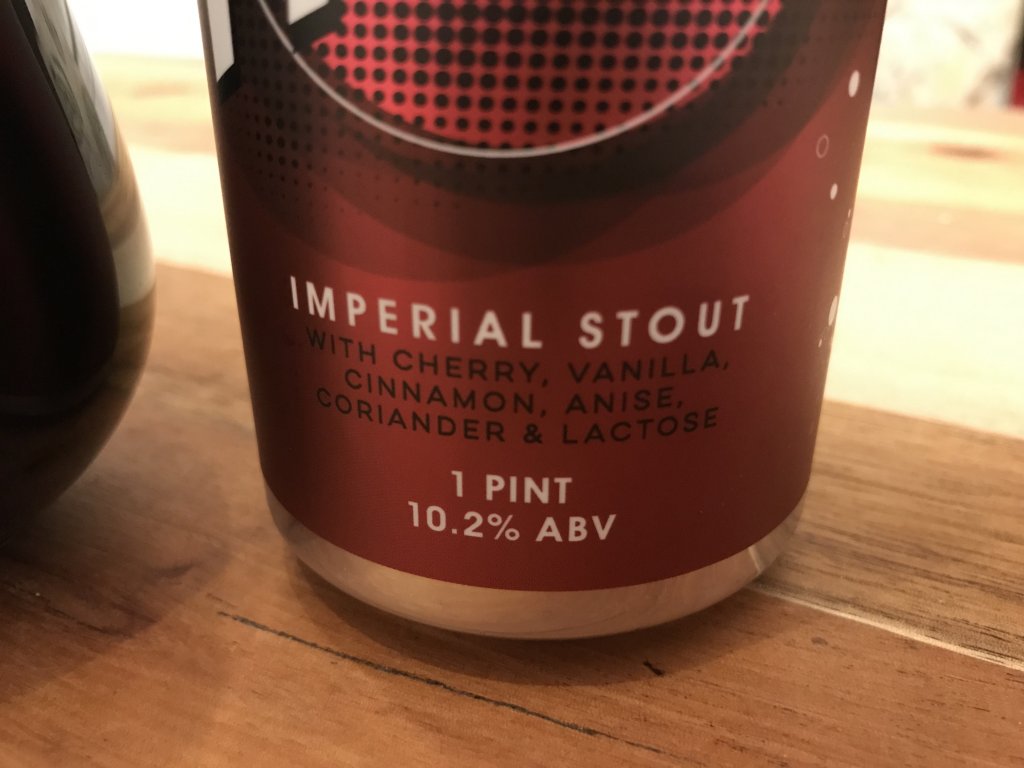 IMPERIAL STOUT
WITH CHERRY, VANILLA,
CINNAMON, ANISE,
CORIANDER & LACTOSE
1 PINT
10.2% ABV